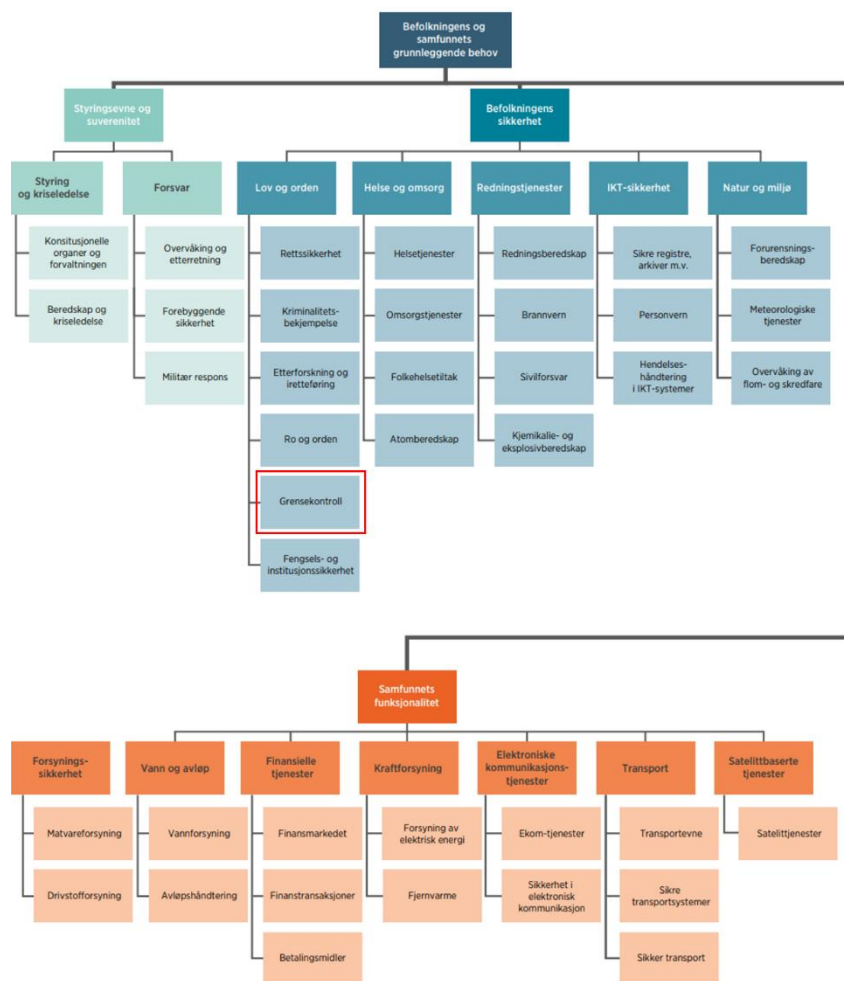 Befolkningens og
samfunnets
grunnleggende behov
Styringsevne og
suverenitet
Befolkningens
sikkerhet
Styring
og kriseledelse
Forsvar
Lov og orden
Helse og omsorg
Redningstjenester
IKT-sikkerhet
Natur og miljø
Konsitusjonelle
organer og
forvaltningen
Beredskap og
kriseledelse
Overvåking og
etterretning
Forebyggende
sikkerhet
Militær respons
Rettssikkerhet
Kriminalitets-
bekjempelse
Etterforskning og
iretteføring
Ro og orden
Grensekontroll
Fengsels- og
institusjonssikkerhet
Helsetjenester
Omsorgstjenester
Folkehelsetiltak
Atomberedskap
Redningsberedskap
Brannvern
Sivilforsvar
Kjemikalie- og
eksplosivberedskap
Sikre registre,
arkiver m.v.
Personvern
Hendelses-
håndtering
i IKT-systemer
Forurensnings-
beredskap
Meteorologiske
tjenester
Overvåking av
flom- og skredfare
Samfunnets
funksjonalitet
Forsynings-
sikkerhet
Vann og avløp
Finansielle
tjenester
Kraftforsyning
Elektroniske
kommunikasjons-
tjenester
Transport
Satelittbaserte
tjenester
Matvareforsyning
Drivstofforsyning
Vannforsyning
Avløpshåndtering
Finansmarkedet
Finanstransaksjoner
Betalingsmidler
Forsyning av
elektrisk energi
Fjernvarme
Ekom-tjenester
Sikkerhet i
elektronisk
kommunikasjon
Transportevne
Sikre
transportsystemer
Sikker transport
Satelittjenester